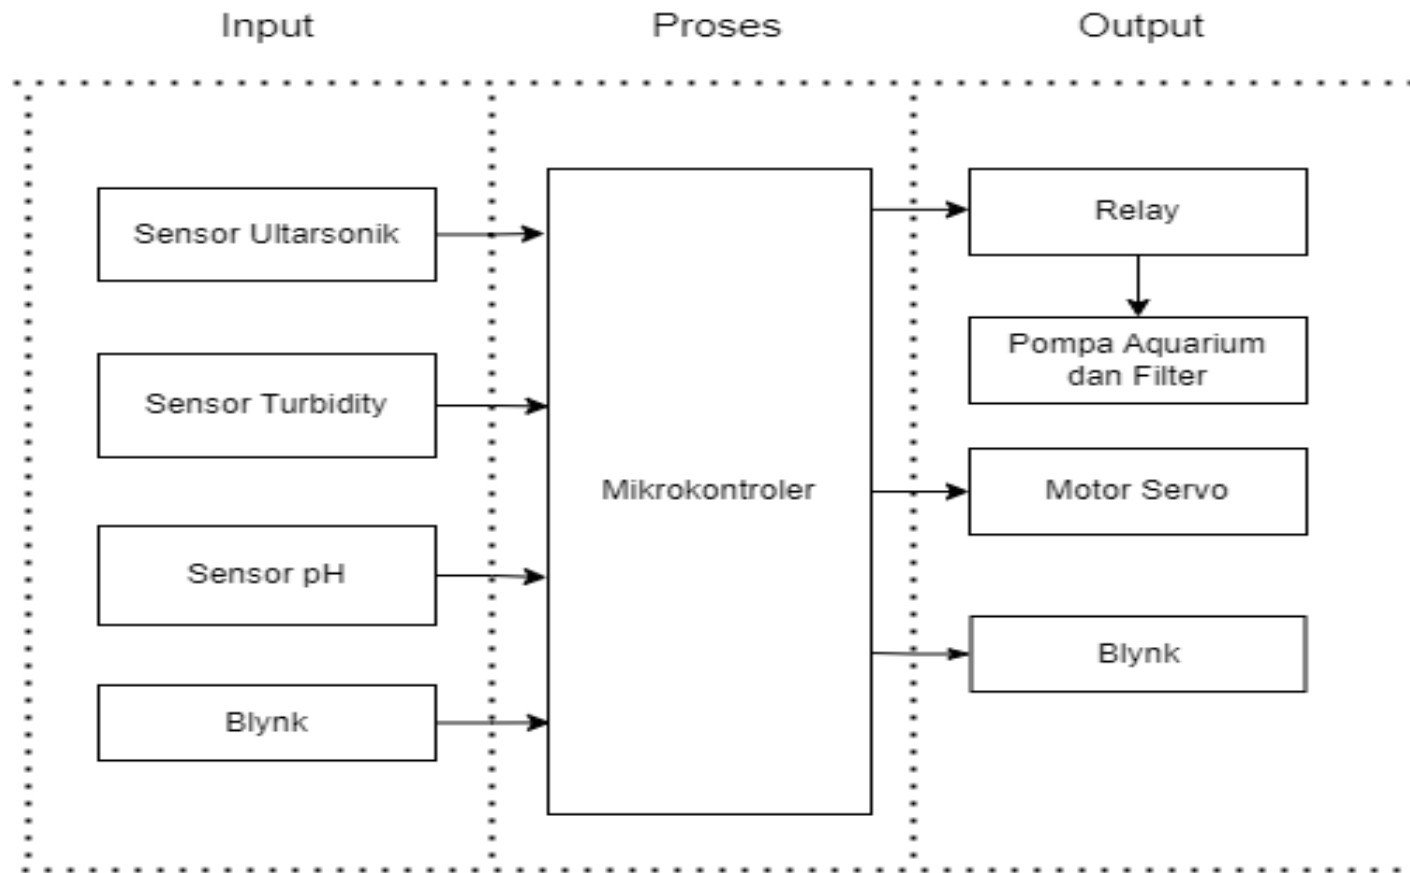 Input
Proses
Output
Sensor Ultarsonik
Sensor Turbidity
Sensor pH
Blynk
Mikrokontroler
Relay
Pompa Aquarium
dan Filter
Motor Servo
Blynk